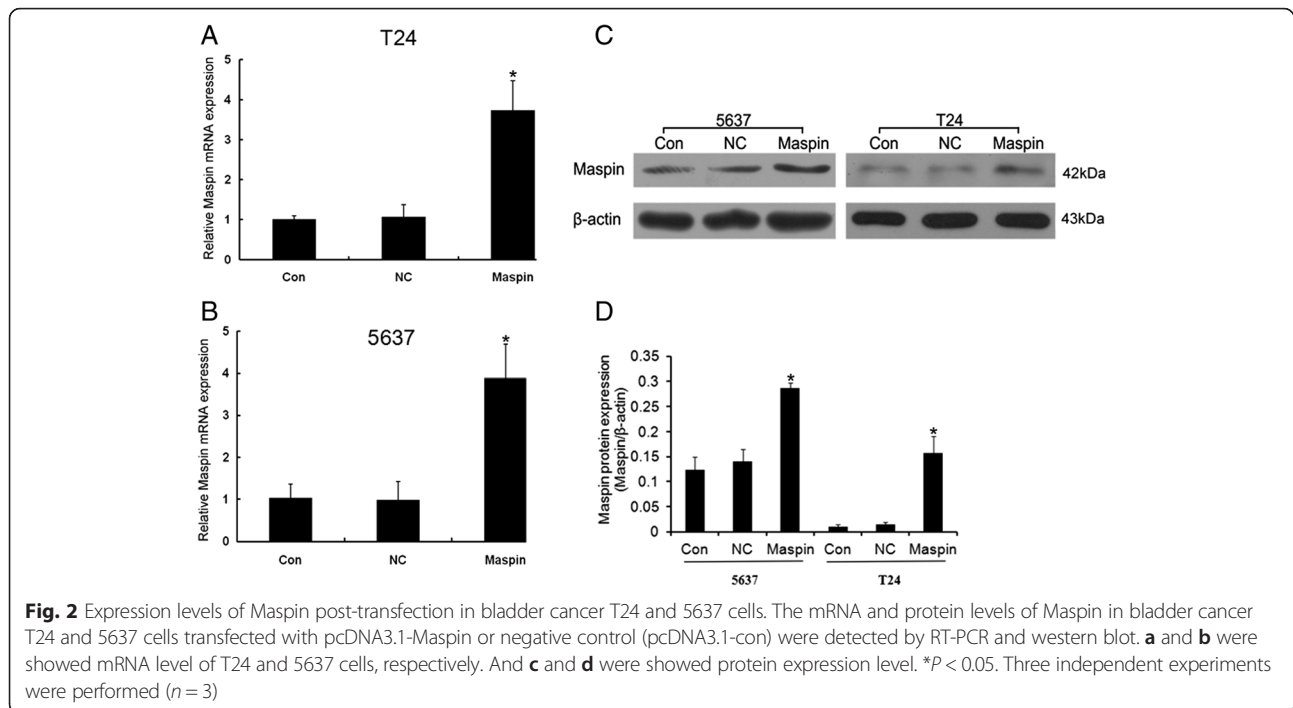 A
T24
Relative Maspin mRNA expression
5
4
3
2
1
0
*
Con
NC
Maspin
B
5637
Relative Maspin mRNA expression
5
4
3
2
1
0
*
Con
NC
Maspin
C
5637
T24
Con
NC
Maspin
Con
NC
Maspin
Maspin
42kDa
β-actin
43kDa
D
Maspin protein expression
(Maspin/β-actin)
0.35
0.3
0.25
0.2
0.15
0.1
0.05
0
*
*
Con
NC
Maspin
Con
NC
Maspin
5637
T24
Fig. 2 Expression levels of Maspin post-transfection in bladder cancer T24 and 5637 cells. The mRNA and protein levels of Maspin in bladder cancer
T24 and 5637 cells transfected with pcDNA3.1-Maspin or negative control (pcDNA3.1-con) were detected by RT-PCR and western blot. a and b were
showed mRNA level of T24 and 5637 cells, respectively. And c and d were showed protein expression level. *P < 0.05. Three independent experiments
were performed (n = 3)